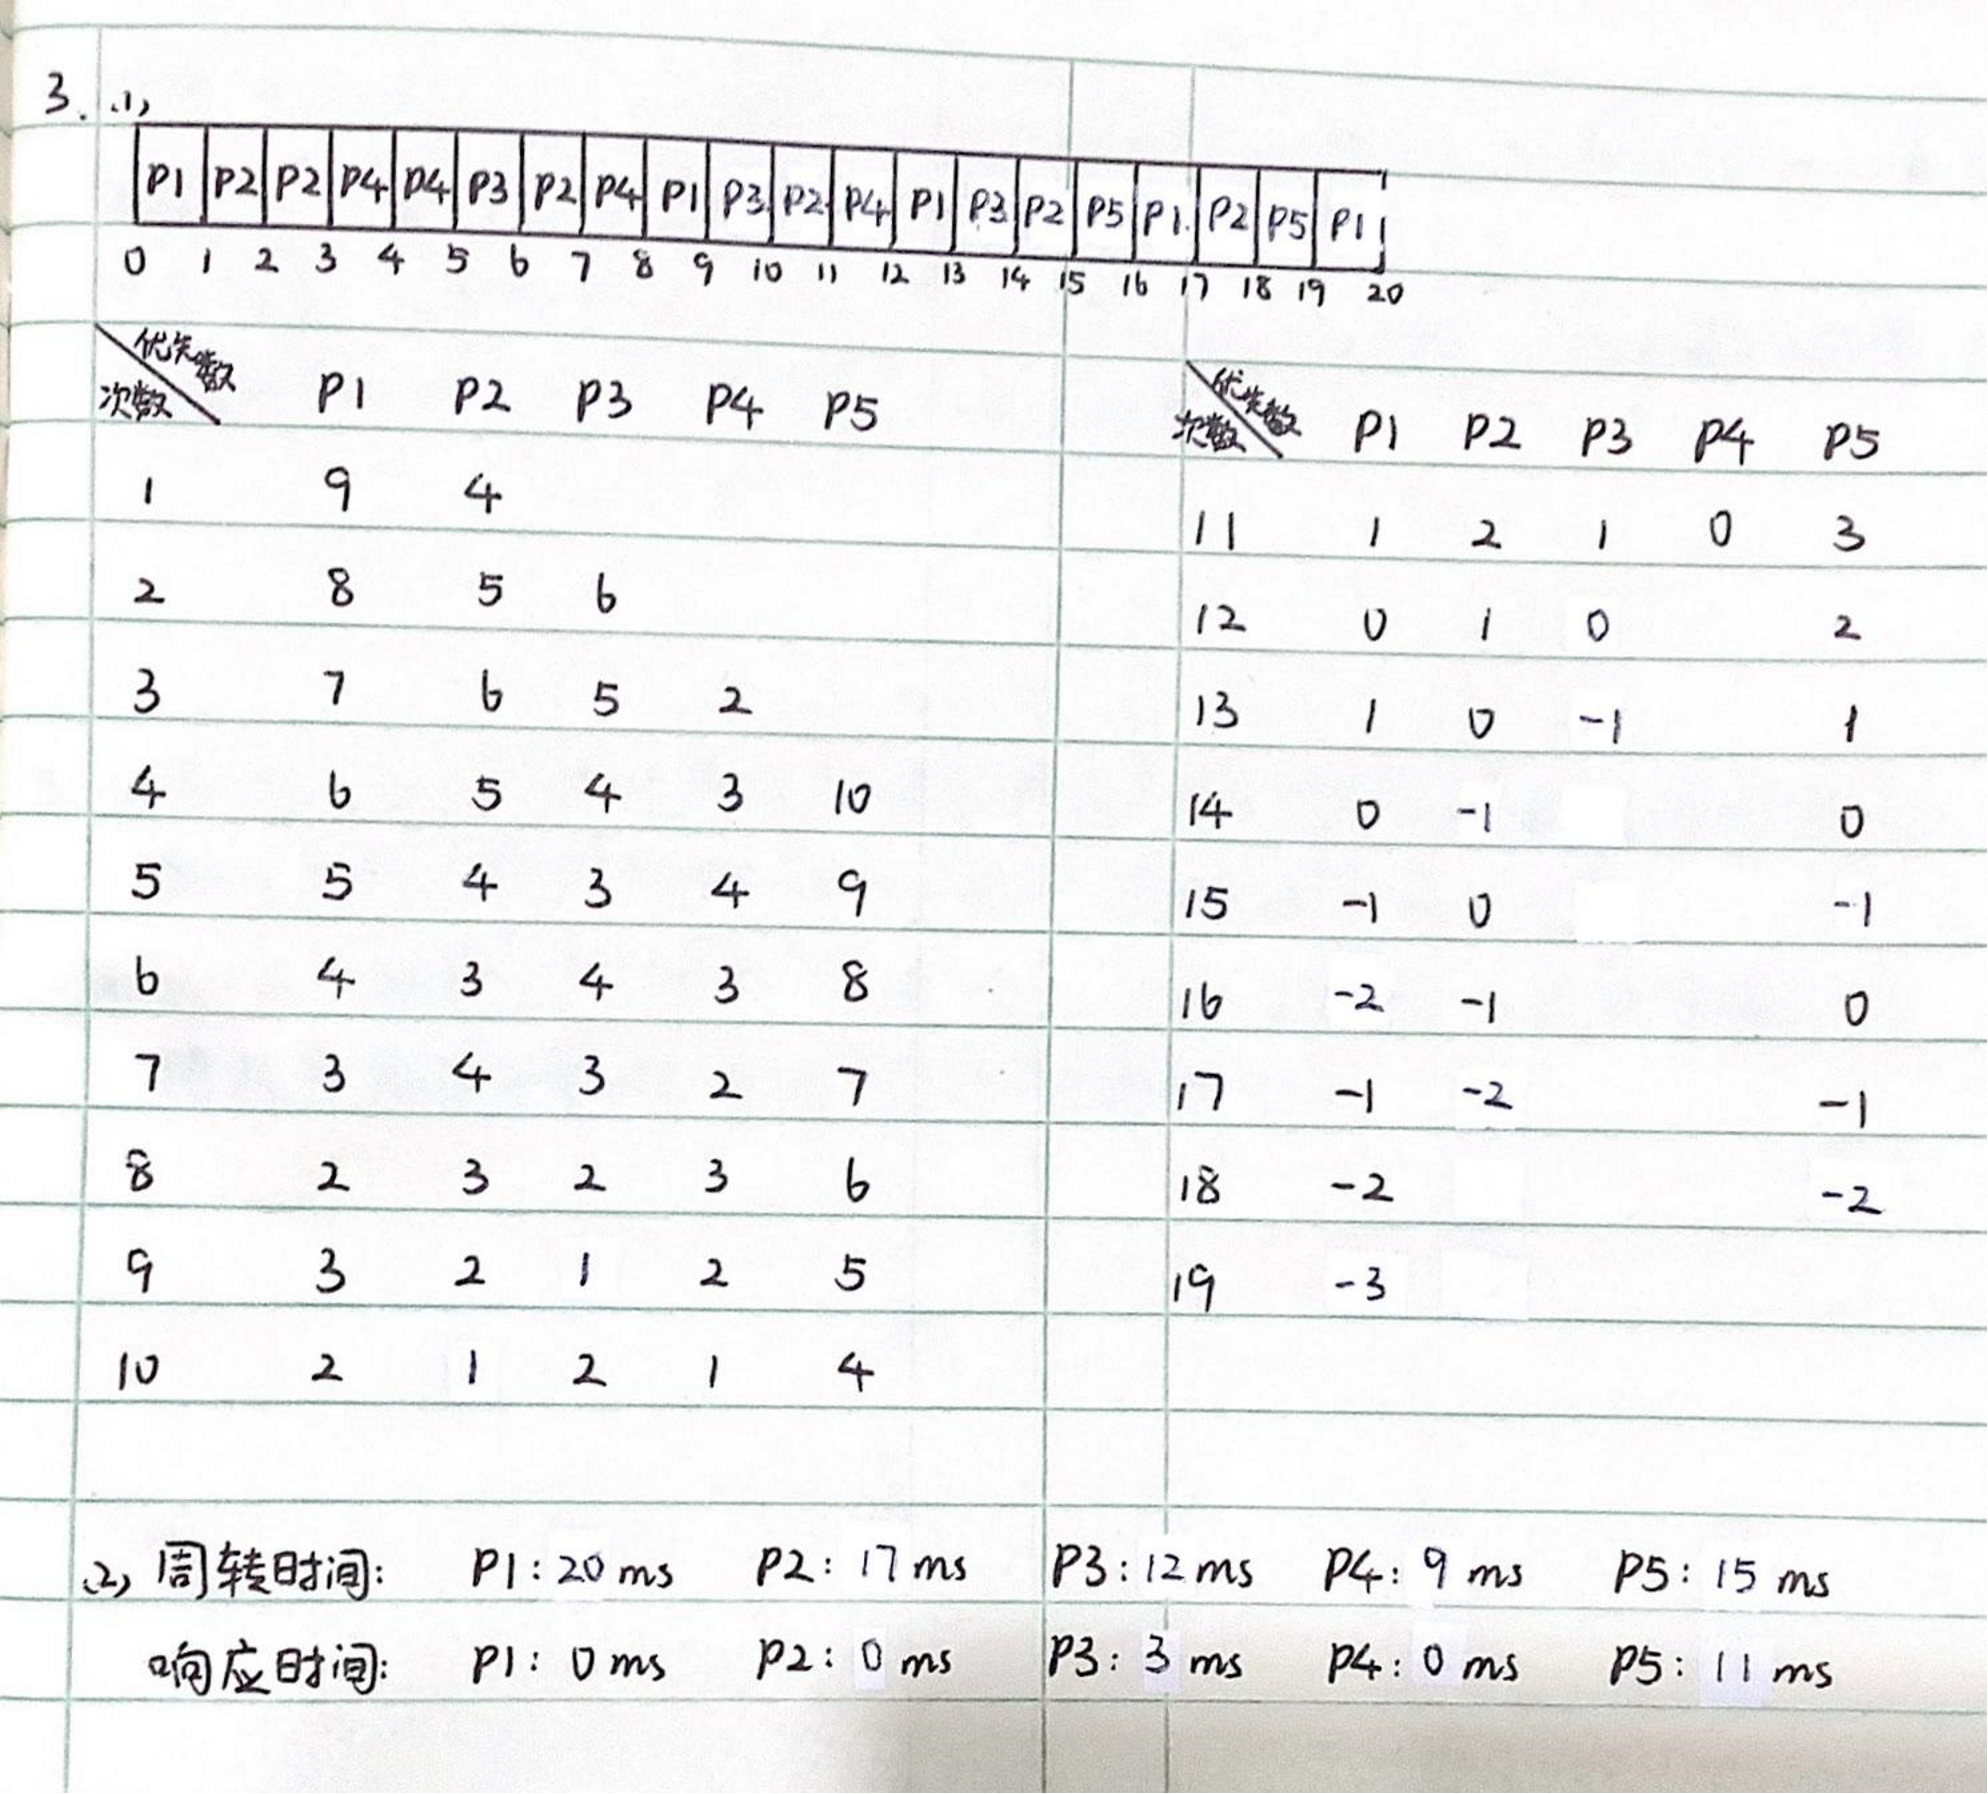 3. (1)
P1 P2 P2 P4 P4 P3 P2 P4 P1 P3 P2 P4 P1 P3 P2 P5 P1 P2 P5 P1
0 1 2 3 4 5 6 7 8 9 10 11 12 13 14 15 16 17 18 19 20
优先数
次数 P1 P2 P3 P4 P5
1 9 4
2 8 5 6
3 7 6 5 2
4 6 5 4 3 10
5 5 4 3 4 9
6 4 3 4 3 8
7 3 4 3 2 7
8 2 3 2 3 6
9 3 2 1 2 5
10 2 1 2 1 4
优先数
次数 P1 P2 P3 P4 P5
11 1 2 1 0 3
12 0 1 0 2
13 1 0 -1 1
14 0 -1 0
15 -1 0 -1
16 -2 -1 0
17 -1 -2 -1
18 -2 -2
19 -3
(2) 周转时间: P1: 20 ms P2: 17 ms P3: 12 ms P4: 9 ms P5: 15 ms
响应时间: P1: 0 ms P2: 0 ms P3: 3 ms P4: 0 ms P5: 11 ms